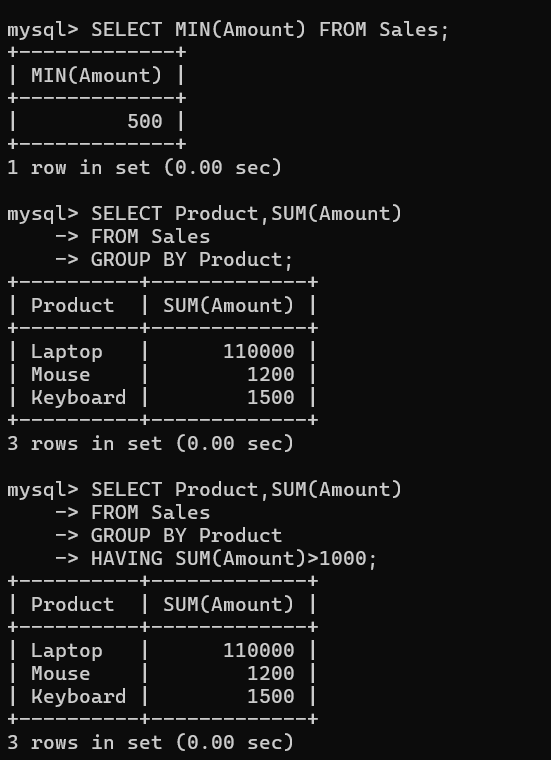 mysql> SELECT MIN(Amount) FROM Sales;
+-------------+
| MIN(Amount) |
+-------------+
|         500 |
+-------------+
1 row in set (0.00 sec)

mysql> SELECT Product,SUM(Amount)
    -> FROM Sales
    -> GROUP BY Product;
+----------+-------------+
| Product  | SUM(Amount) |
+----------+-------------+
| Laptop   |      110000 |
| Mouse    |        1200 |
| Keyboard |        1500 |
+----------+-------------+
3 rows in set (0.00 sec)

mysql> SELECT Product,SUM(Amount)
    -> FROM Sales
    -> GROUP BY Product
    -> HAVING SUM(Amount)>1000;
+----------+-------------+
| Product  | SUM(Amount) |
+----------+-------------+
| Laptop   |      110000 |
| Mouse    |        1200 |
| Keyboard |        1500 |
+----------+-------------+
3 rows in set (0.00 sec)